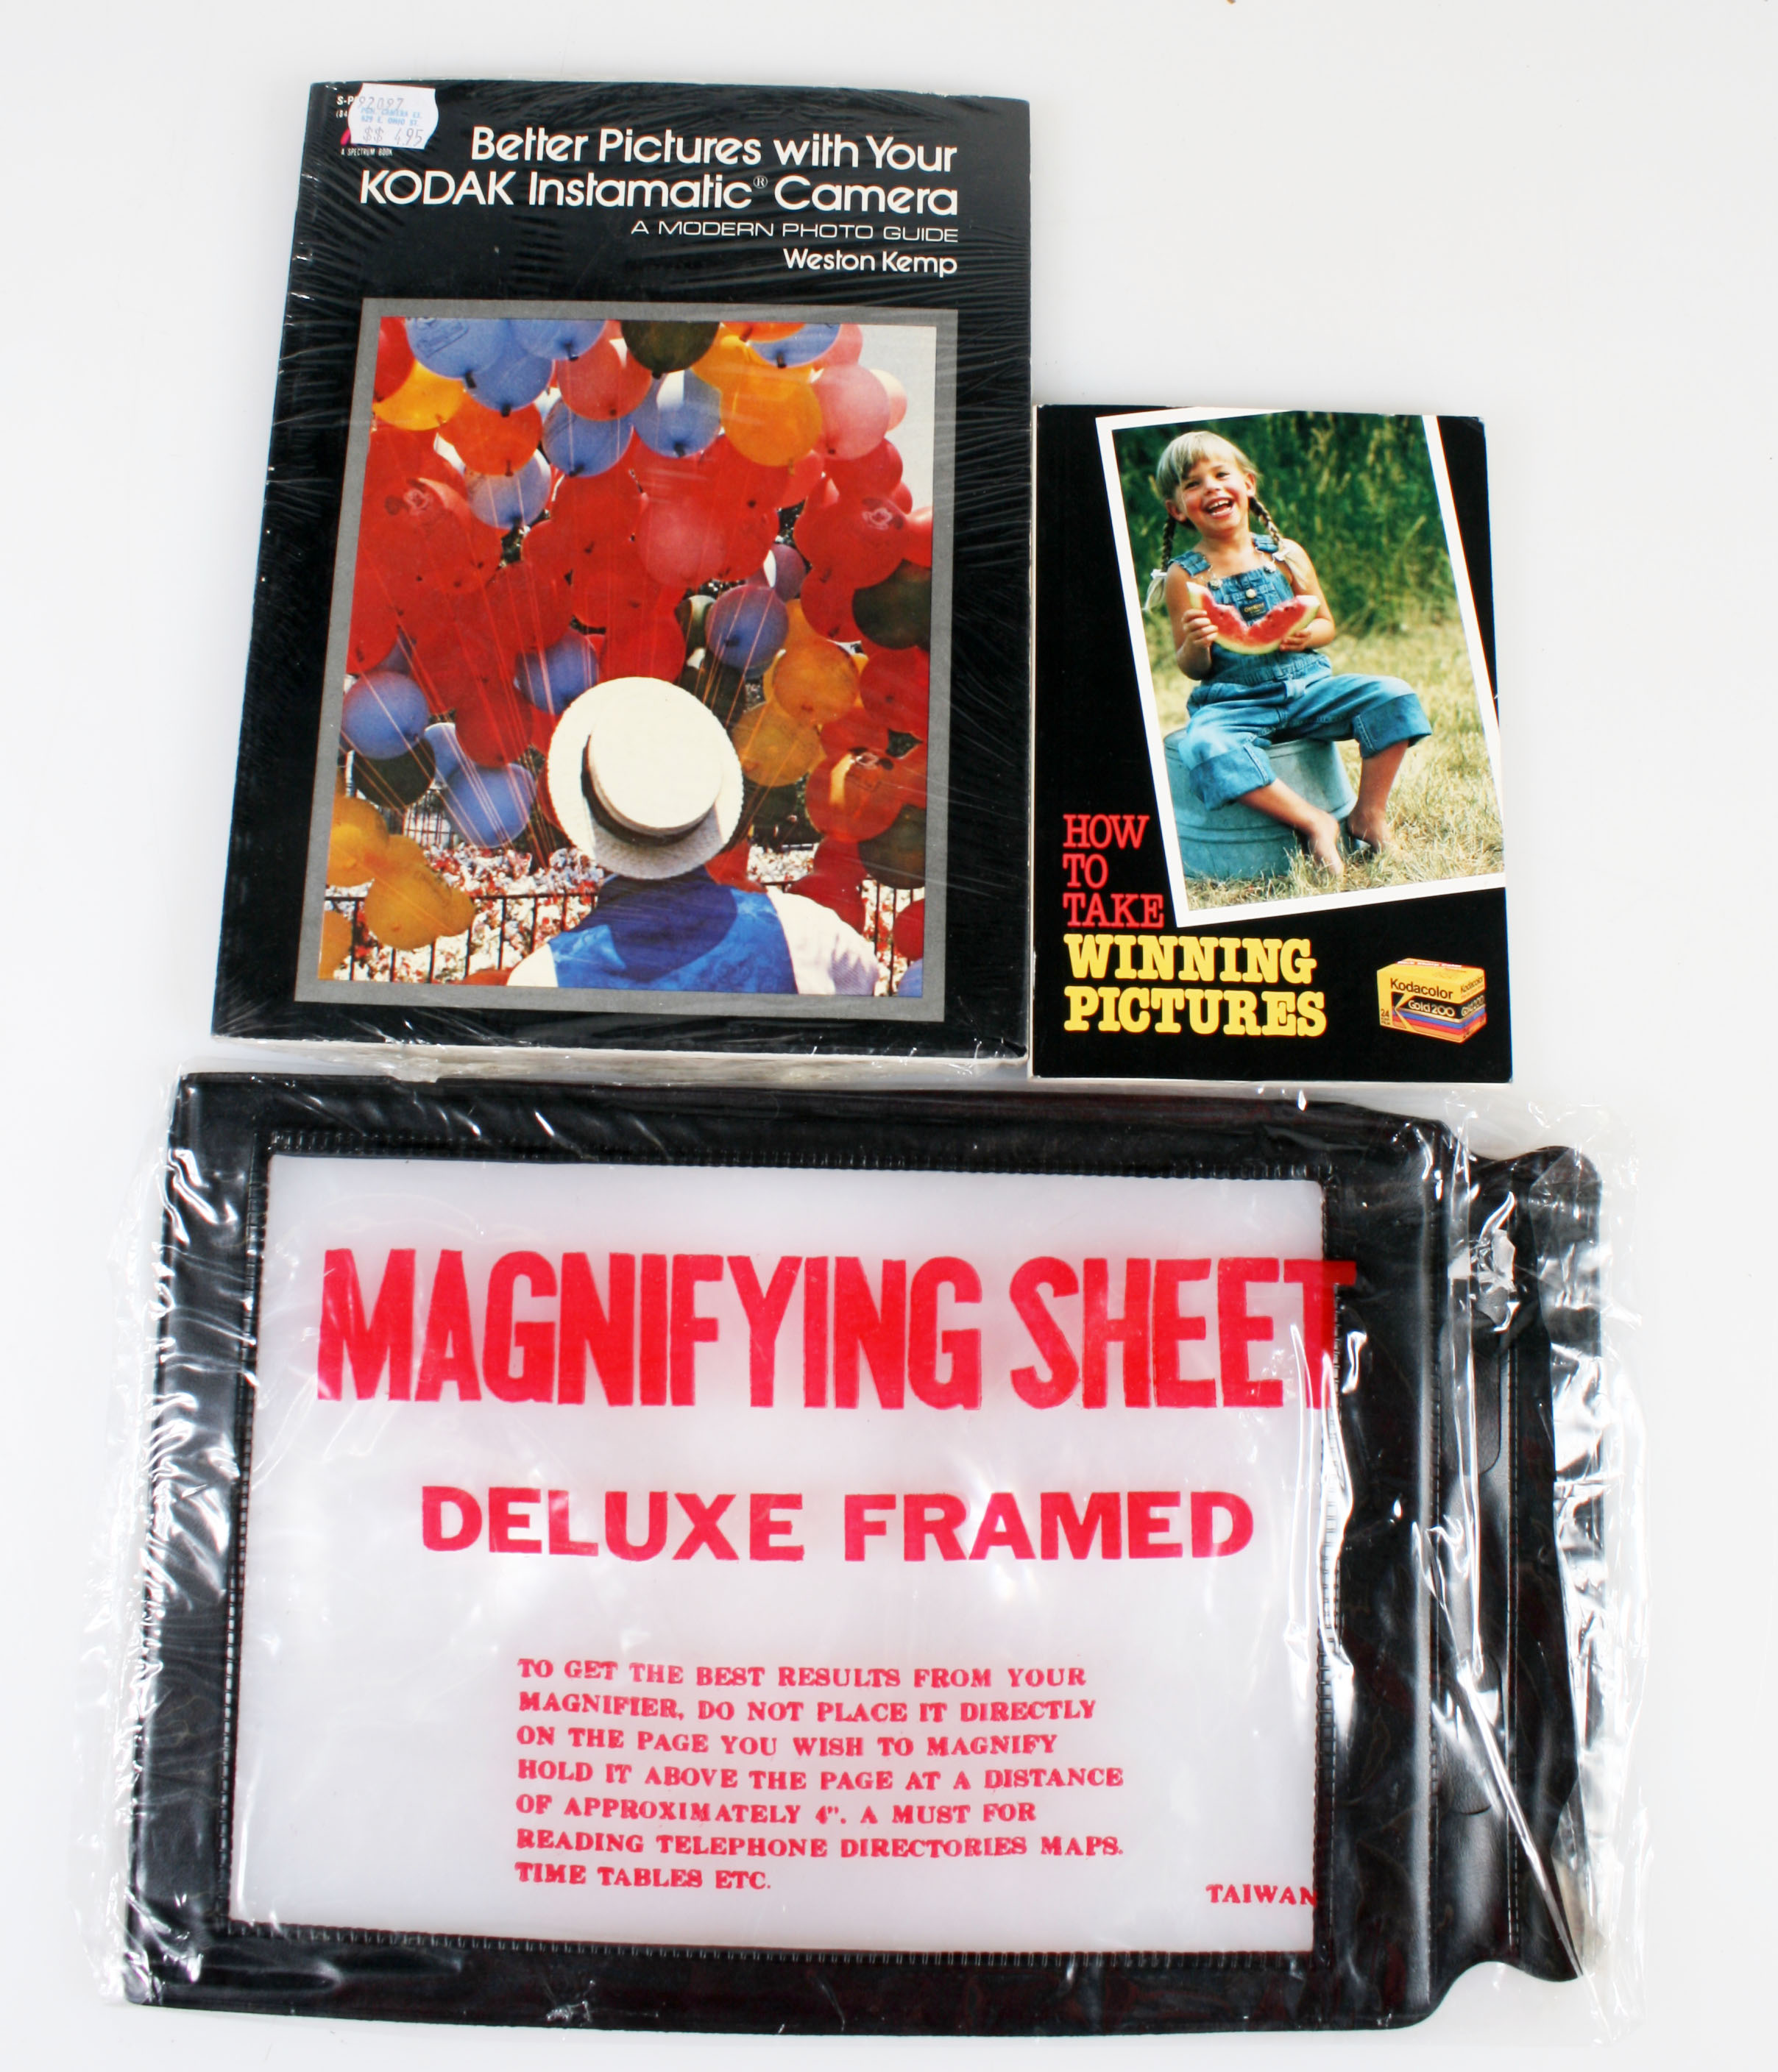 92097
$$ 4.95
A SPECTRUM BOOK
Better Pictures with Your
KODAK Instamatic® Camera
A MODERN PHOTO GUIDE
Weston Kemp
HOW
TO
TAKE
WINNING
PICTURES
Kodacolor
Gold 200
24
MAGNIFYING SHEET
DELUXE FRAMED
TO GET THE BEST RESULTS FROM YOUR
MAGNIFIER, DO NOT PLACE IT DIRECTLY
ON THE PAGE YOU WISH TO MAGNIFY
HOLD IT ABOVE THE PAGE AT A DISTANCE
OF APPROXIMATELY 4". A MUST FOR
READING TELEPHONE DIRECTORIES MAPS.
TIME TABLES ETC.
TAIWAN